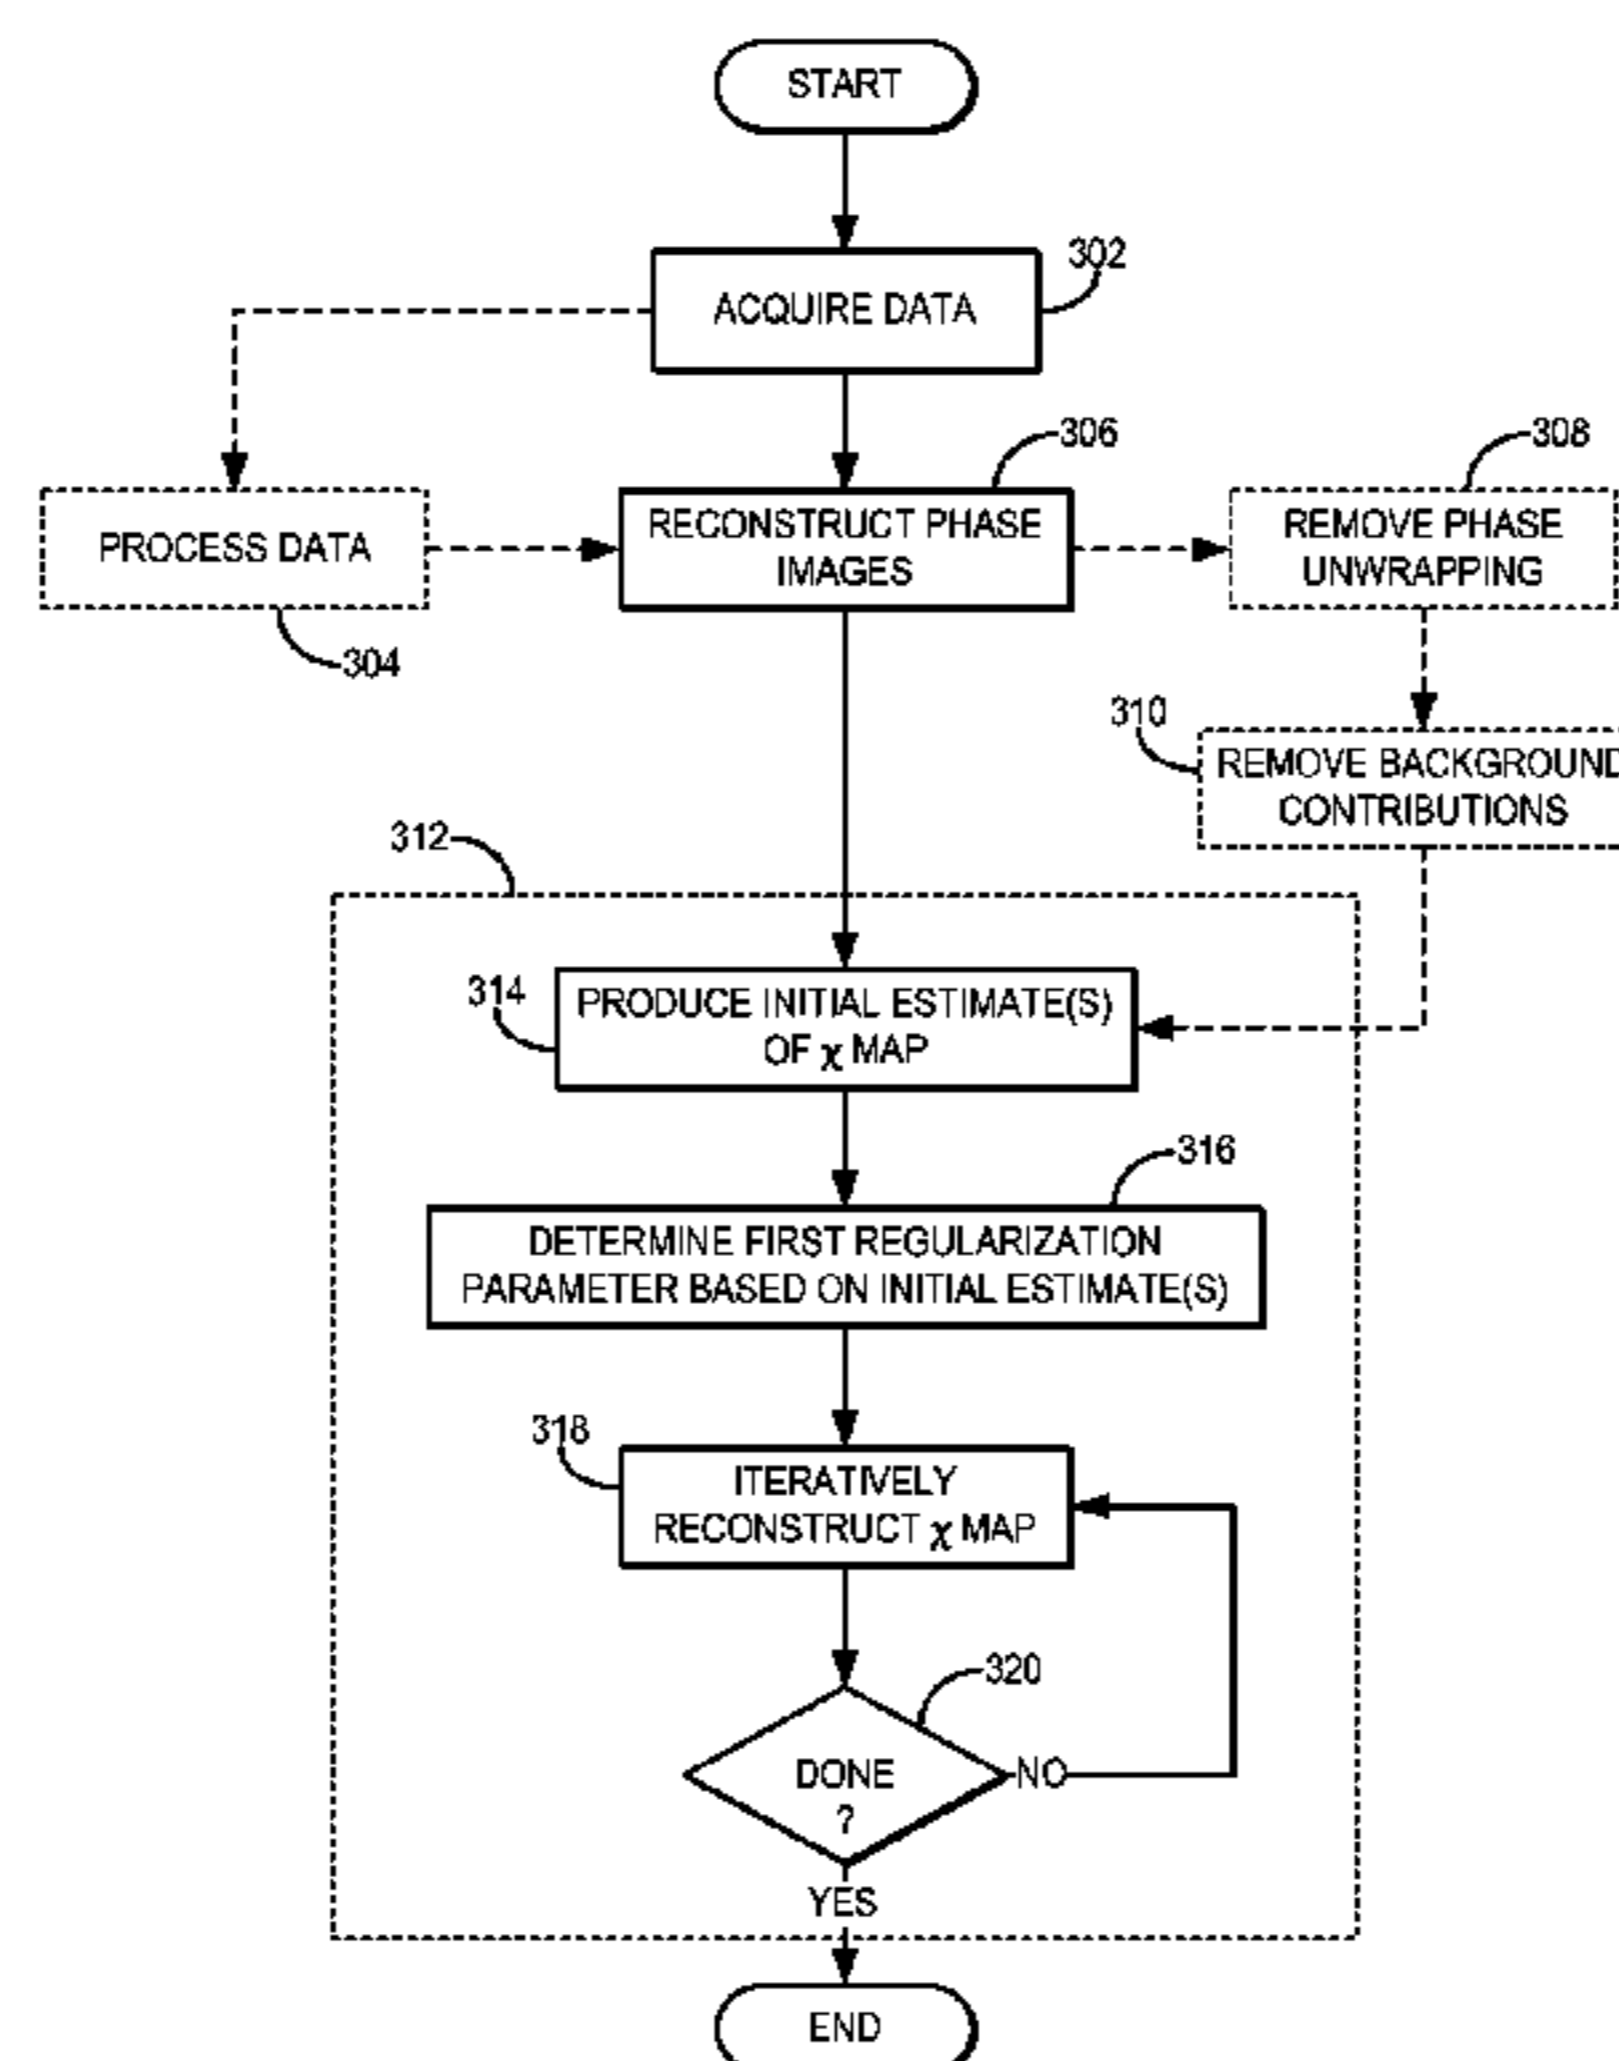 START
302
ACQUIRE DATA
306
308
PROCESS DATA
RECONSTRUCT PHASE
IMAGES
REMOVE PHASE
UNWRAPPING
304
310
REMOVE BACKGROUND
CONTRIBUTIONS
312
314
PRODUCE INITIAL ESTIMATE(S)
OF χ MAP
316
DETERMINE FIRST REGULARIZATION
PARAMETER BASED ON INITIAL ESTIMATE(S)
318
ITERATIVELY
RECONSTRUCT χ MAP
320
DONE
?
NO
YES
END